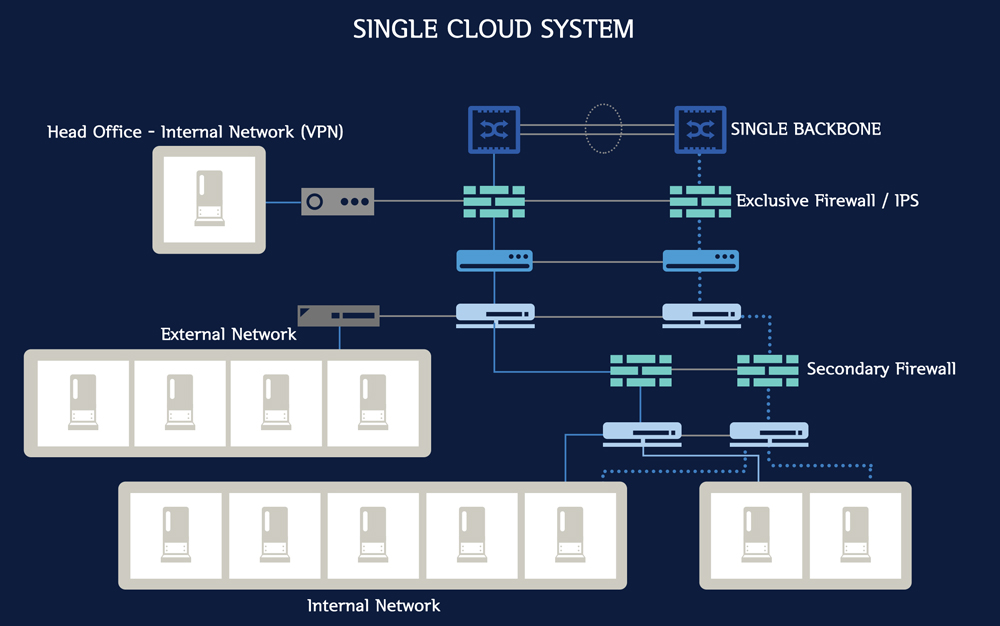 SINGLE CLOUD SYSTEM
Head Office - Internal Network (VPN)
SINGLE BACKBONE
Exclusive Firewall / IPS
External Network
Secondary Firewall
Internal Network